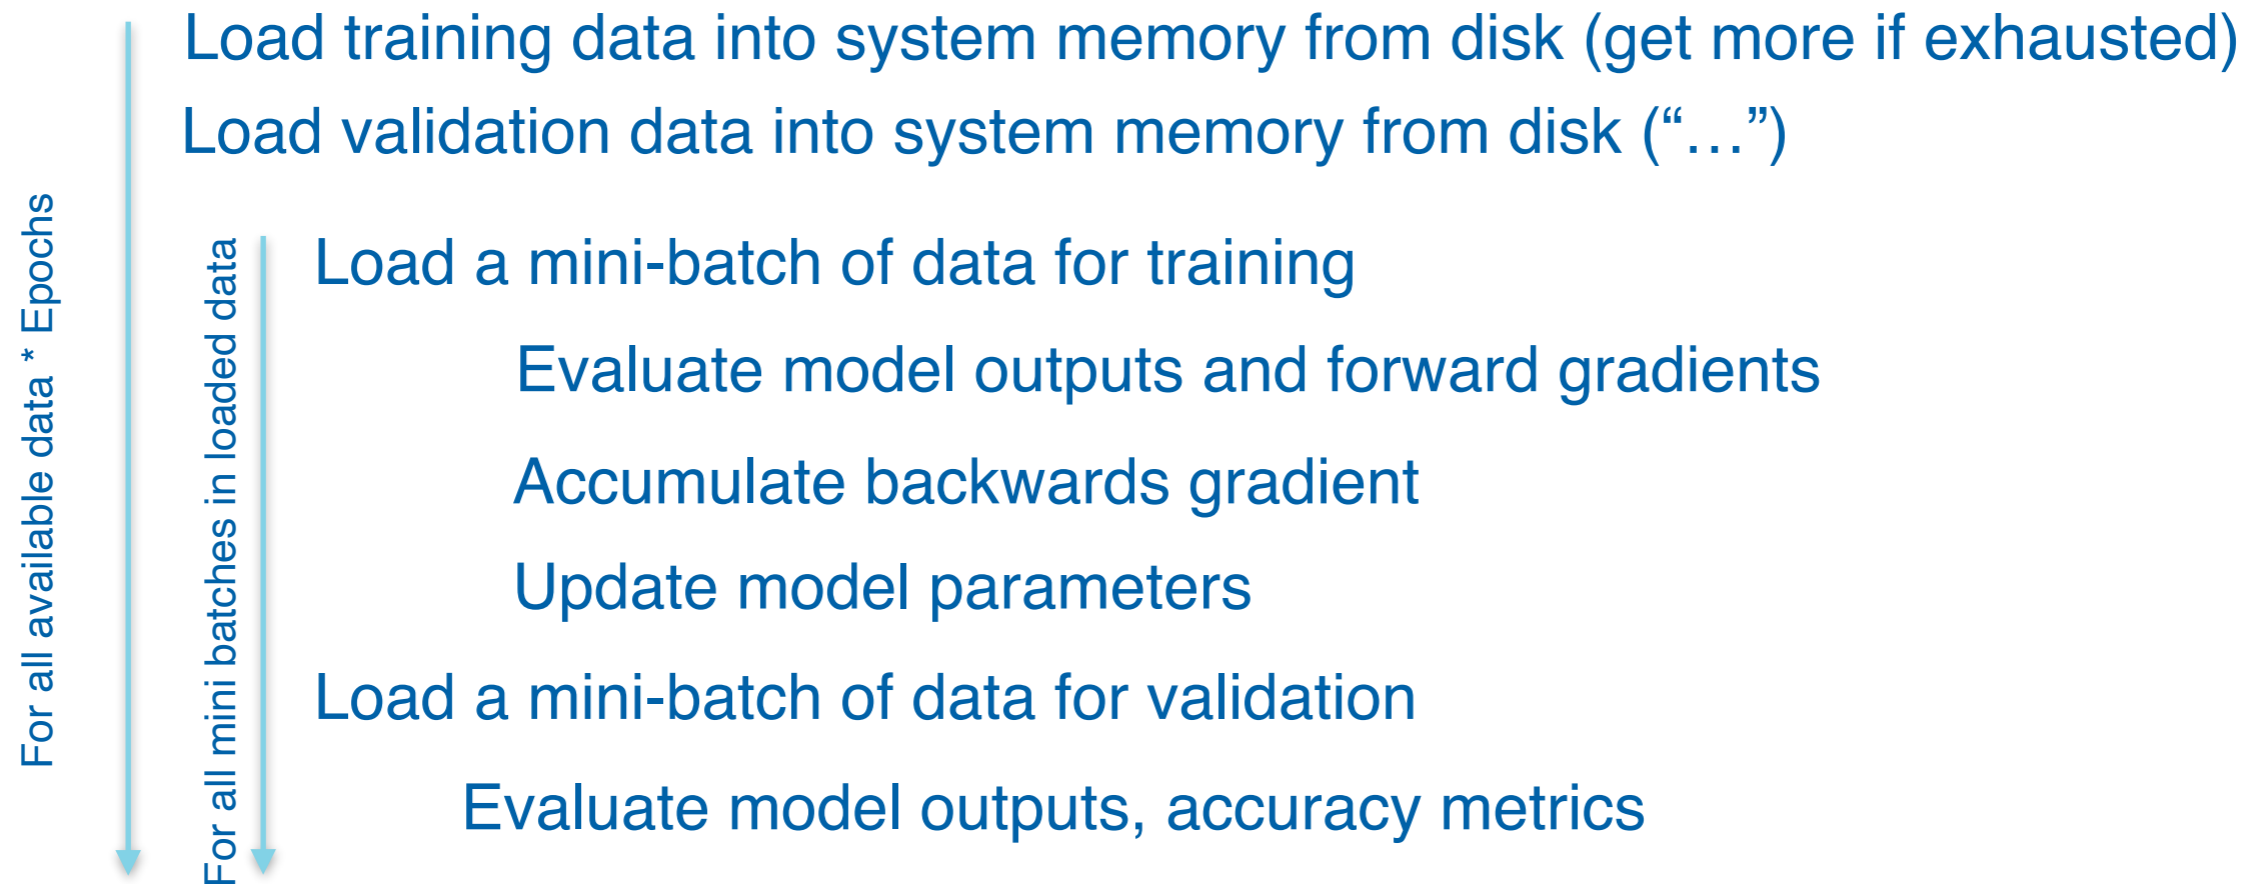 Load training data into system memory from disk (get more if exhausted)
Load validation data into system memory from disk (“…”)
For all available data * Epochs
For all mini batches in loaded data
Load a mini-batch of data for training
Evaluate model outputs and forward gradients
Accumulate backwards gradient
Update model parameters
Load a mini-batch of data for validation
Evaluate model outputs, accuracy metrics